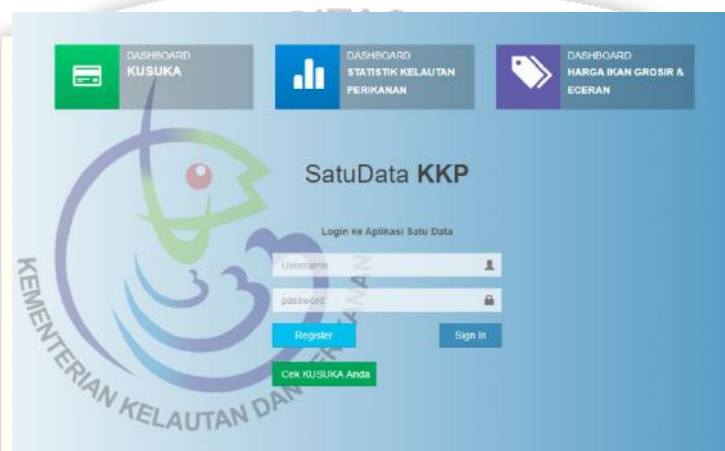 DASHBOARD
KUSUKA
DASHBOARD
STATISTIK KELAUTAN
PERIKANAN
DASHBOARD
HARGA IKAN GROSIR &
ECERAN
SatuData KKP
Login ke Aplikasi Satu Data
Username
password
Register
Sign In
Cek KUSUKA Anda
KEMENTERIAN KELAUTAN DAN PERIKANAN